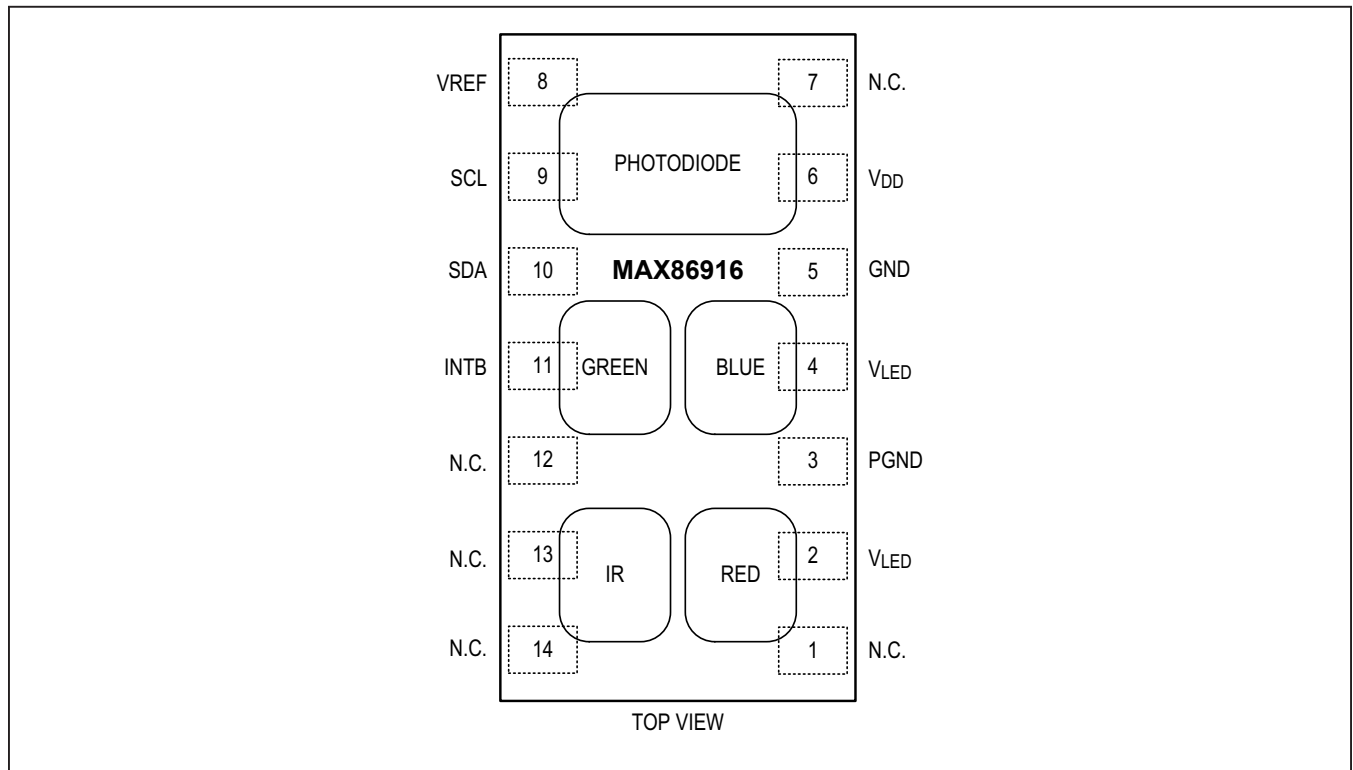 VREF 8 7 N.C.
PHOTODIODE
SCL 9 6 VDD
SDA 10 MAX86916 5 GND
INTB 11 GREEN BLUE 4 VLED
N.C. 12 3 PGND
N.C. 13 2 VLED
IR RED
N.C. 14 1 N.C.
TOP VIEW